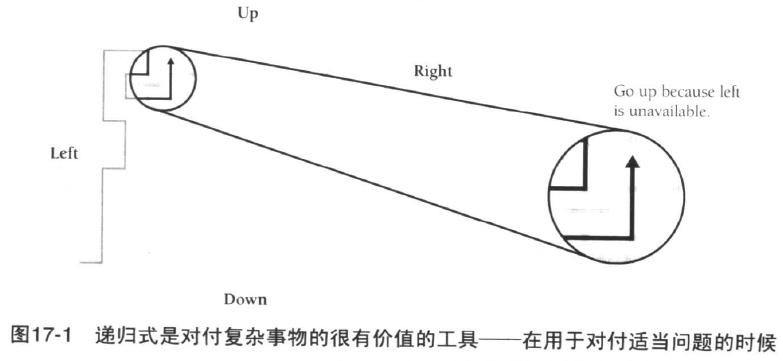 Up
Right
Go up because left
is unavailable.
Left
Down
图17-1 递归式是对付复杂事物的很有价值的工具——在用于对付适当问题的时候